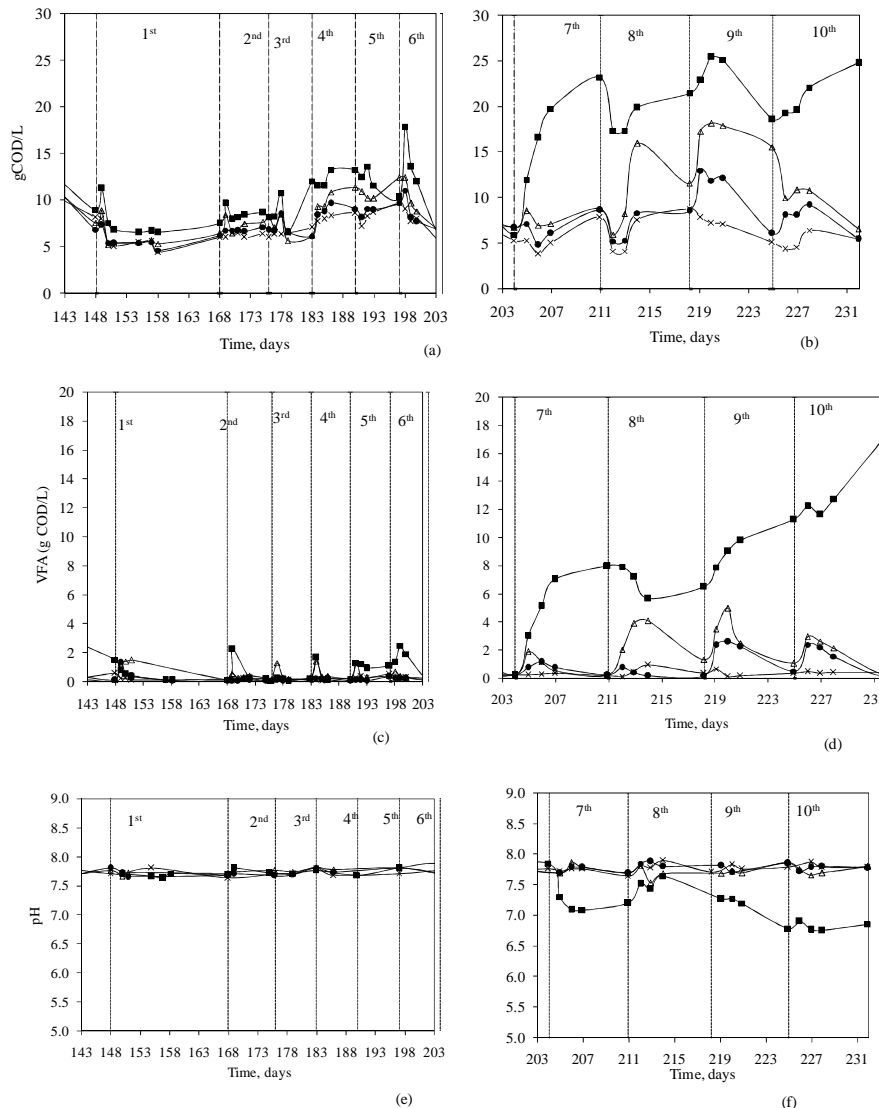 30
25
20
15
10
5
0
gCOD/L
1st
2nd
3rd
4th
5th
6th
143 148 153 158 163 168 173 178 183 188 193 198 203
Time, days
(a)
30
25
20
15
10
5
0
7th
8th
9th
10th
203 207 211 215 219 223 227 231
Time, days
(b)
20
18
16
14
12
10
8
6
4
2
0
VFA (g COD/L)
1st
2nd
3rd
4th
5th
6th
143 148 153 158 163 168 173 178 183 188 193 198 203
Time, days
(c)
20
18
16
14
12
10
8
6
4
2
0
7th
8th
9th
10th
203 207 211 215 219 223 227 231
Time, days
(d)
9.0
8.5
8.0
7.5
7.0
6.5
6.0
5.5
5.0
pH
1st
2nd
3rd
4th
5th
6th
143 148 153 158 163 168 173 178 183 188 193 198 203
Time, days
(e)
9.0
8.5
8.0
7.5
7.0
6.5
6.0
5.5
5.0
7th
8th
9th
10th
203 207 211 215 219 223 227 231
Time, days
(f)